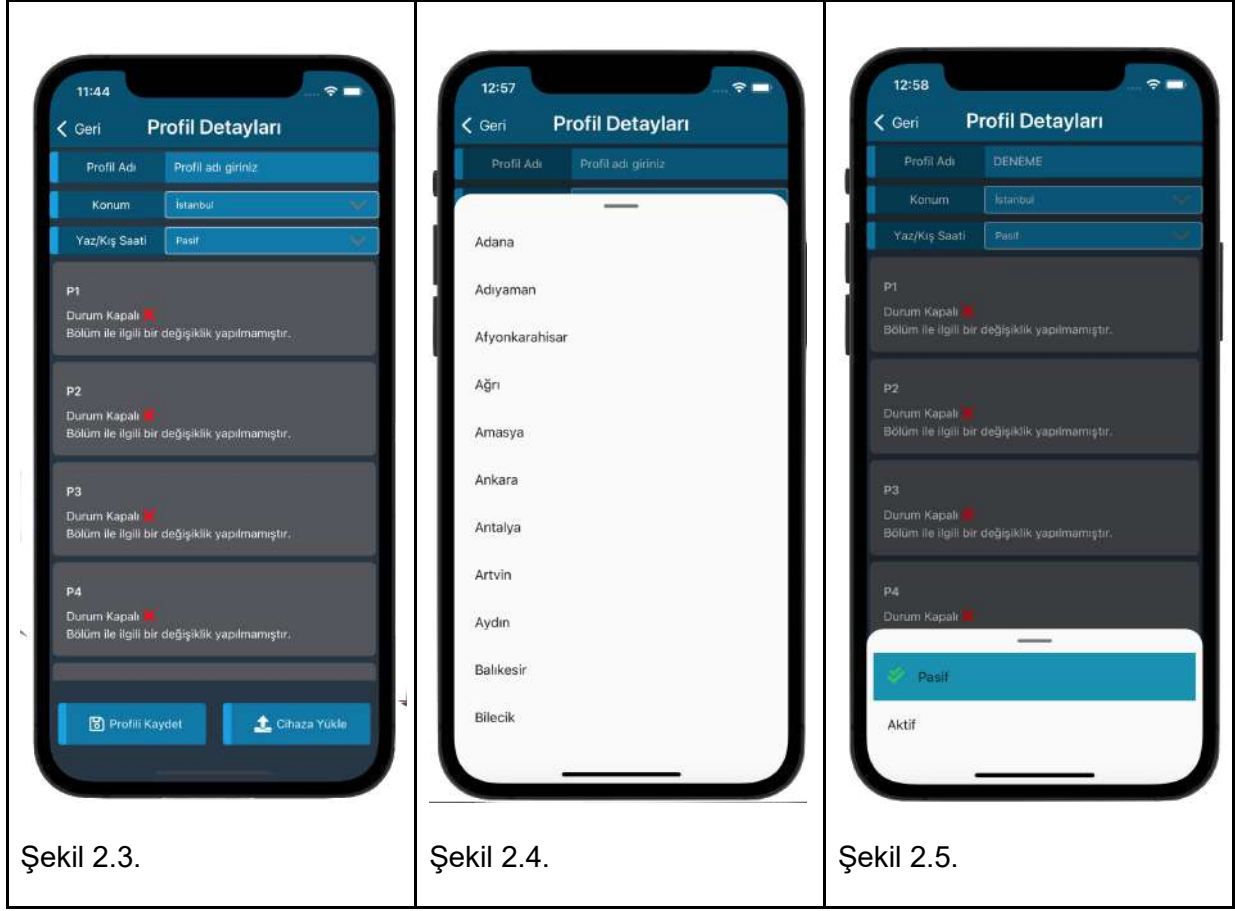 11:44
Geri Profil Detayları
Profil Adı Profil adı giriniz
Konum İstanbul
Yaz/Kış Saati Pasif
P1
Durum Kapalı
Bölüm ile ilgili bir değişiklik yapılmamıştır.
P2
Durum Kapalı
Bölüm ile ilgili bir değişiklik yapılmamıştır.
P3
Durum Kapalı
Bölüm ile ilgili bir değişiklik yapılmamıştır.
P4
Durum Kapalı
Bölüm ile ilgili bir değişiklik yapılmamıştır.
Profili Kaydet Cihaza Yükle
Şekil 2.3.
12:57
Geri Profil Detayları
Profil Adı Profil adı giriniz
Adana
Adıyaman
Afyonkarahisar
Ağrı
Amasya
Ankara
Antalya
Artvin
Aydın
Balıkesir
Bilecik
Şekil 2.4.
12:58
Geri Profil Detayları
Profil Adı DENEME
Konum İstanbul
Yaz/Kış Saati Pasif
P1
Durum Kapalı
Bölüm ile ilgili bir değişiklik yapılmamıştır.
P2
Durum Kapalı
Bölüm ile ilgili bir değişiklik yapılmamıştır.
P3
Durum Kapalı
Bölüm ile ilgili bir değişiklik yapılmamıştır.
P4
Durum Kapalı
Pasif
Aktif
Şekil 2.5.